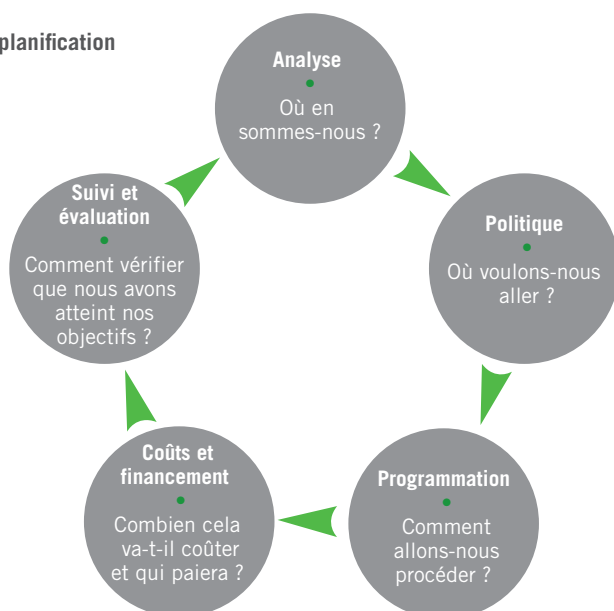 planification
Analyse
Où en
sommes-nous ?
Politique
Où voulons-nous
aller ?
Programmation
Comment
allons-nous
procéder ?
Coûts et
financement
Combien cela
va-t-il coûter
et qui paiera ?
Suivi et
évaluation
Comment vérifier
que nous avons
atteint nos
objectifs ?